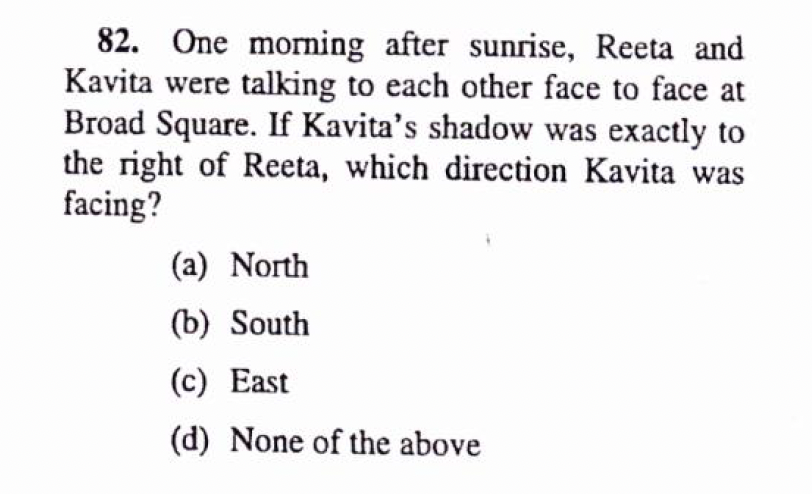 82. One morning after sunrise, Reeta and
Kavita were talking to each other face to face at
Broad Square. If Kavita's shadow was exactly to
the right of Reeta, which direction Kavita was
facing?
(a) North
(b) South
(c) East
(d) None of the above